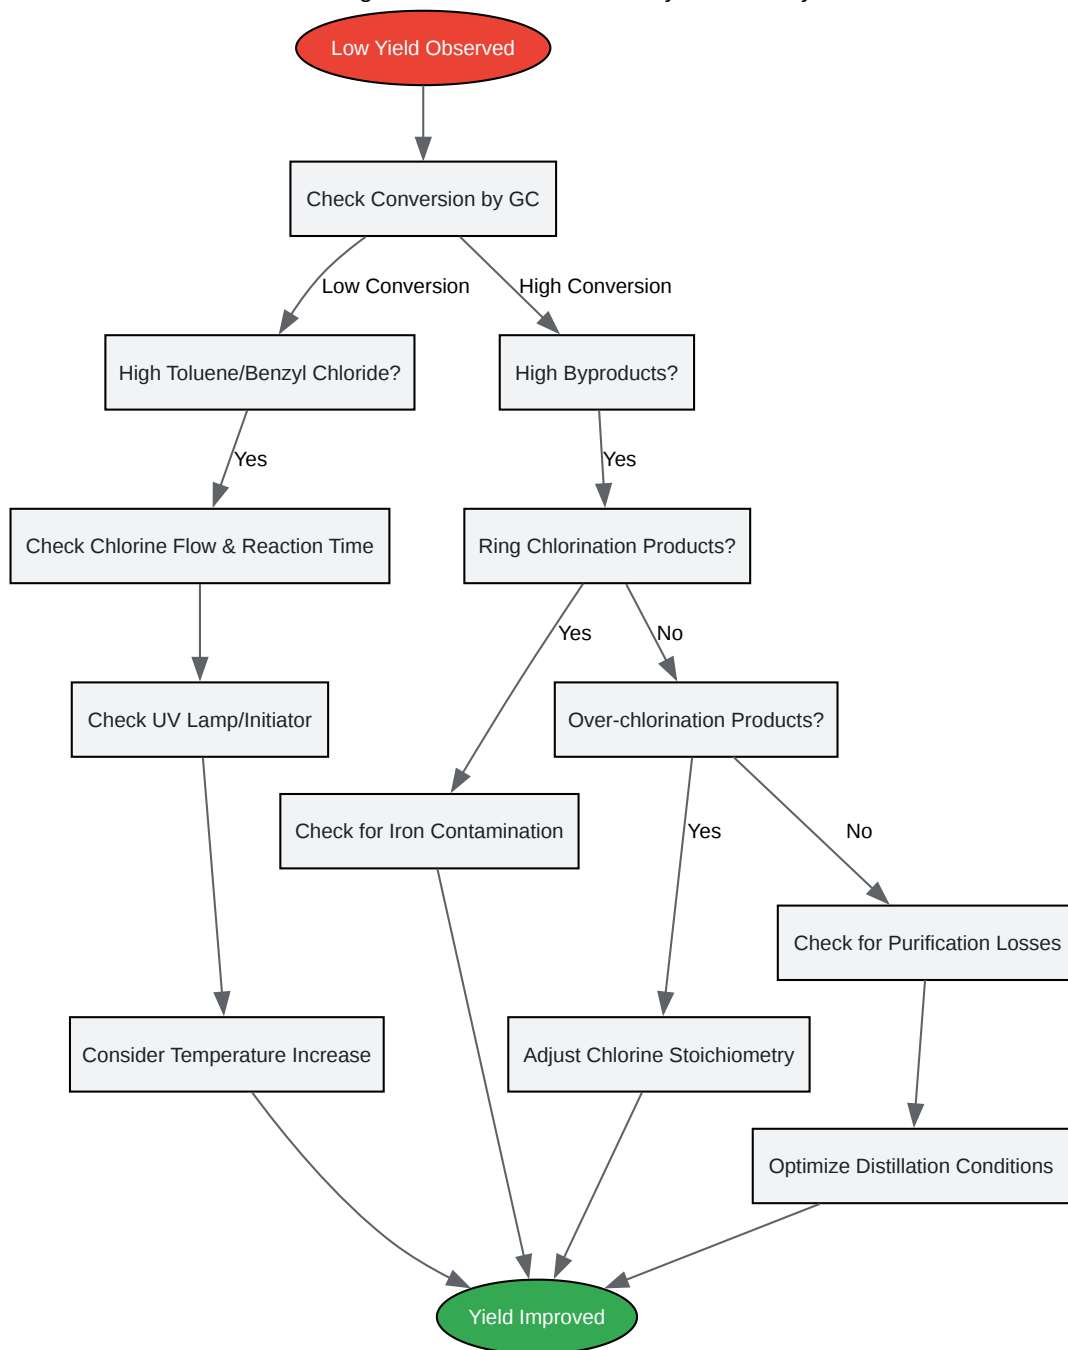 Low Yield Observed
Check Conversion by GC
Low Conversion
High Conversion
High Toluene/Benzyl Chloride?
High Byproducts?
Yes
Yes
Check Chlorine Flow & Reaction Time
Ring Chlorination Products?
Yes
No
Check UV Lamp/Initiator
Over-chlorination Products?
Check for Iron Contamination
Yes
No
Check for Purification Losses
Consider Temperature Increase
Adjust Chlorine Stoichiometry
Optimize Distillation Conditions
Yield Improved